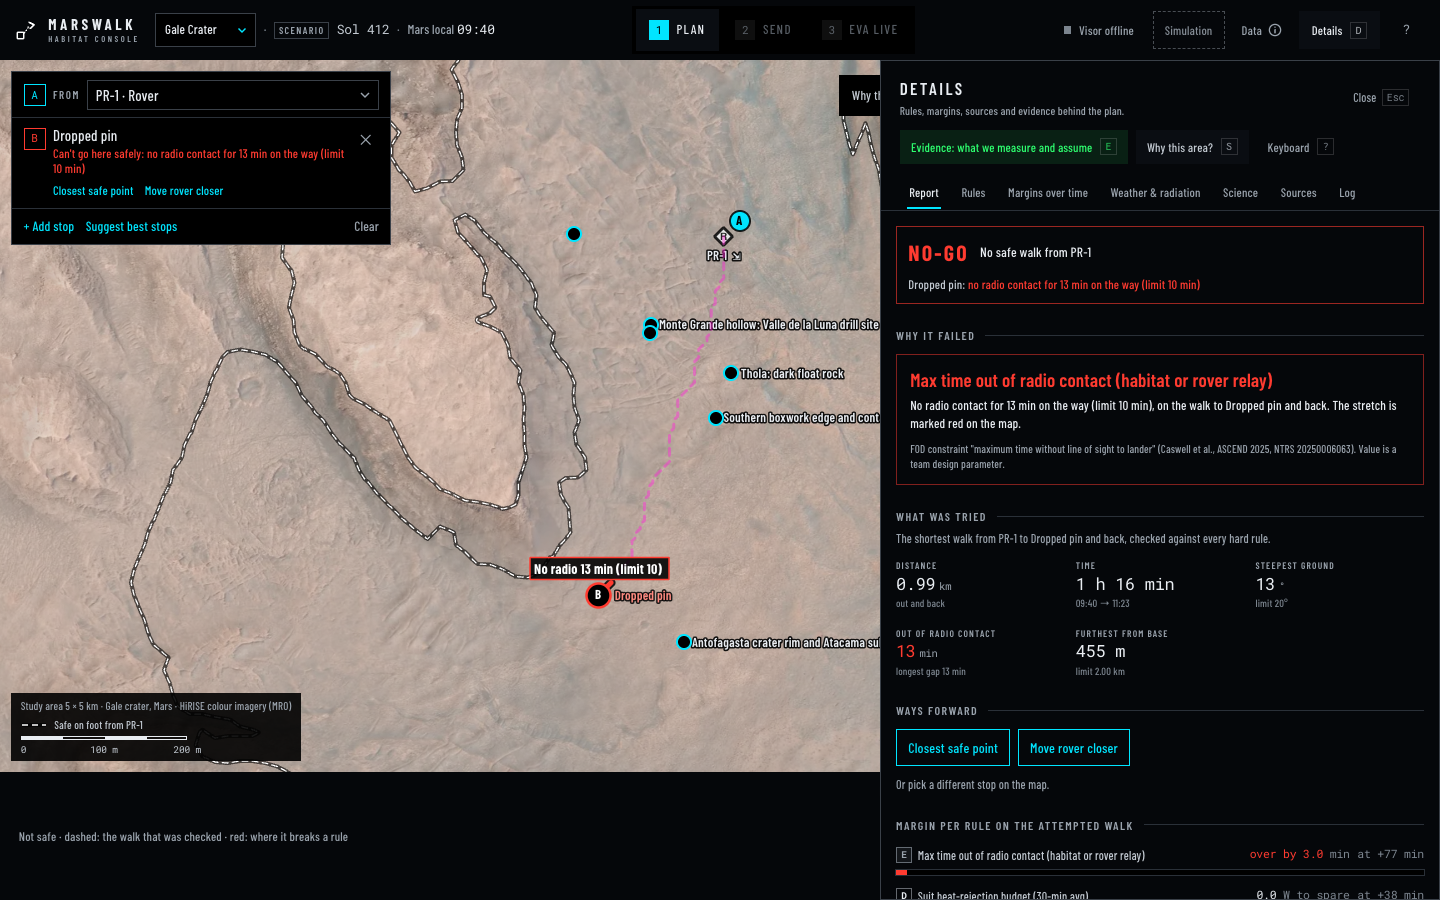 MARSWALK
HABITAT CONSOLE
Gale Crater
· SCENARIO Sol 412 · Mars local 09:40
1 PLAN
2 SEND
3 EVA LIVE
Visor offline
Simulation
Data
Details D
?
A FROM PR-1 · Rover
B Dropped pin
Can't go here safely: no radio contact for 13 min on the way (limit
10 min)
Closest safe point Move rover closer
+ Add stop Suggest best stops Clear
Why th
A
R
PR-1
Monte Grande hollow: Valle de la Luna drill site
Thola: dark float rock
Southern boxwork edge and cont
No radio 13 min (limit 10)
B Dropped pin
Antofagasta crater rim and Atacama su
Study area 5 × 5 km · Gale crater, Mars · HiRISE colour imagery (MRO)
Safe on foot from PR-1
0 100 m 200 m
Not safe · dashed: the walk that was checked · red: where it breaks a rule
DETAILS
Rules, margins, sources and evidence behind the plan.
Close Esc
Evidence: what we measure and assume E
Why this area? S
Keyboard ?
Report Rules Margins over time Weather & radiation Science Sources Log
NO-GO No safe walk from PR-1
Dropped pin: no radio contact for 13 min on the way (limit 10 min)
WHY IT FAILED
Max time out of radio contact (habitat or rover relay)
No radio contact for 13 min on the way (limit 10 min), on the walk to Dropped pin and back. The stretch is
marked red on the map.
FOD constraint "maximum time without line of sight to lander" (Caswell et al., ASCEND 2025, NTRS 20250006063). Value is a
team design parameter.
WHAT WAS TRIED
The shortest walk from PR-1 to Dropped pin and back, checked against every hard rule.
DISTANCE TIME STEEPEST GROUND
0.99 km 1 h 16 min 13 °
out and back 09:40 → 11:23 limit 20°
OUT OF RADIO CONTACT FURTHEST FROM BASE
13 min 455 m
longest gap 13 min limit 2.00 km
WAYS FORWARD
Closest safe point Move rover closer
Or pick a different stop on the map.
MARGIN PER RULE ON THE ATTEMPTED WALK
E Max time out of radio contact (habitat or rover relay) over by 3.0 min at +77 min
D Suit heat-rejection budget (30-min avg) 0.0 W to spare at +38 min